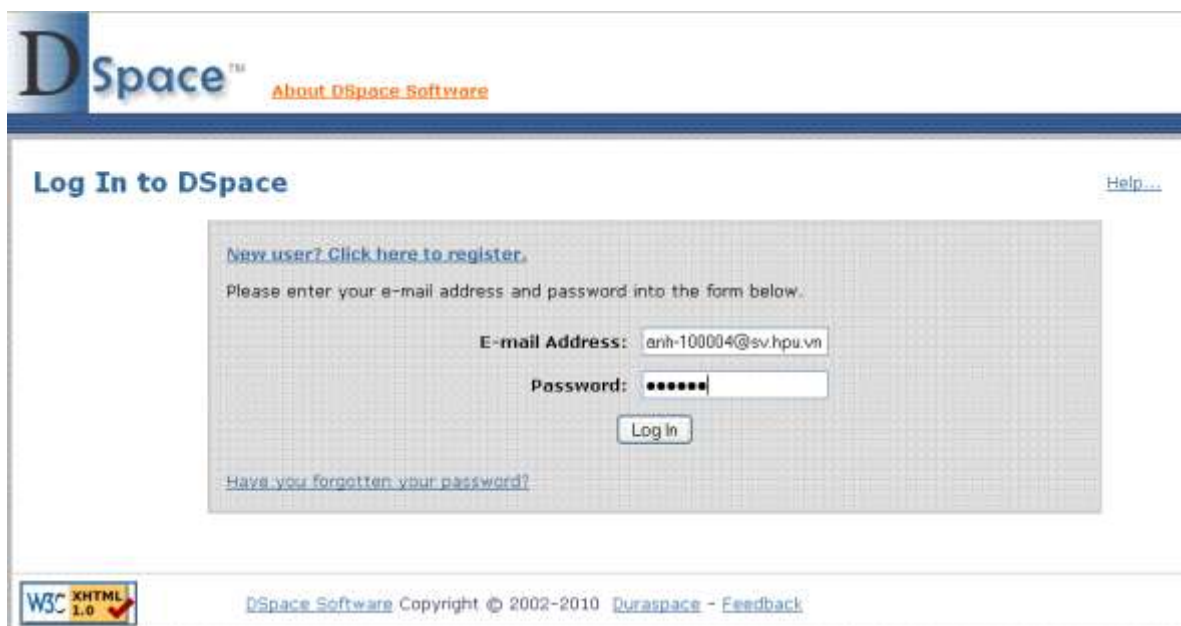 DSpace™ About DSpace Software
Log In to DSpace Help...
New user? Click here to register.
Please enter your e-mail address and password into the form below.
E-mail Address: anh-100004@sv.hpu.vn
Password: ••••••
Log In
Have you forgotten your password?
W3C XHTML 1.0 DSpace Software Copyright © 2002-2010 Duraspace - Feedback